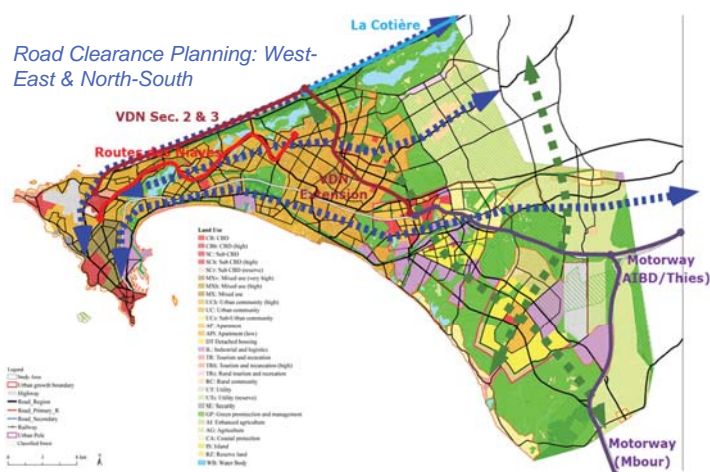 La Cotière
Road Clearance Planning: West-
East & North-South
VDN Sec. 2 & 3
Routes des Niayes
VDN
Extension
Motorway
(AIBD/Thies)
Motorway
(Mbour)
Land Use
CB: CBD
CBh: CBD (high)
SC: Sub CBD
SCh: Sub CBD (high)
SCr: Sub CBD (reserve)
MXv: Mixed use (very high)
MXh: Mixed use (high)
MX: Mixed use
UCh: Urban community (high)
UC: Urban community
UCs: Sub-Urban community
AP: Apartment
APl: Apartment (low)
DT Detached housing
IL: Industrial and logistics
TR: Tourism and recreation
TRh: Tourism and recreation (high)
TRr: Rural tourism and recreation
RC: Rural community
UT: Utility
UTr: Utility (reserve)
SE: Security
GP: Green promotion and management
AI: Enhanced agriculture
AG: Agriculture
CA: Coastal protection
IS: Island
RZ: Reserve land
WB: Water Body
Legend
Study Area
Urban growth boundary
Highway
Road_Region
Road_Primary_R
Road_Secondary
Railway
Urban Pole
Classified forest